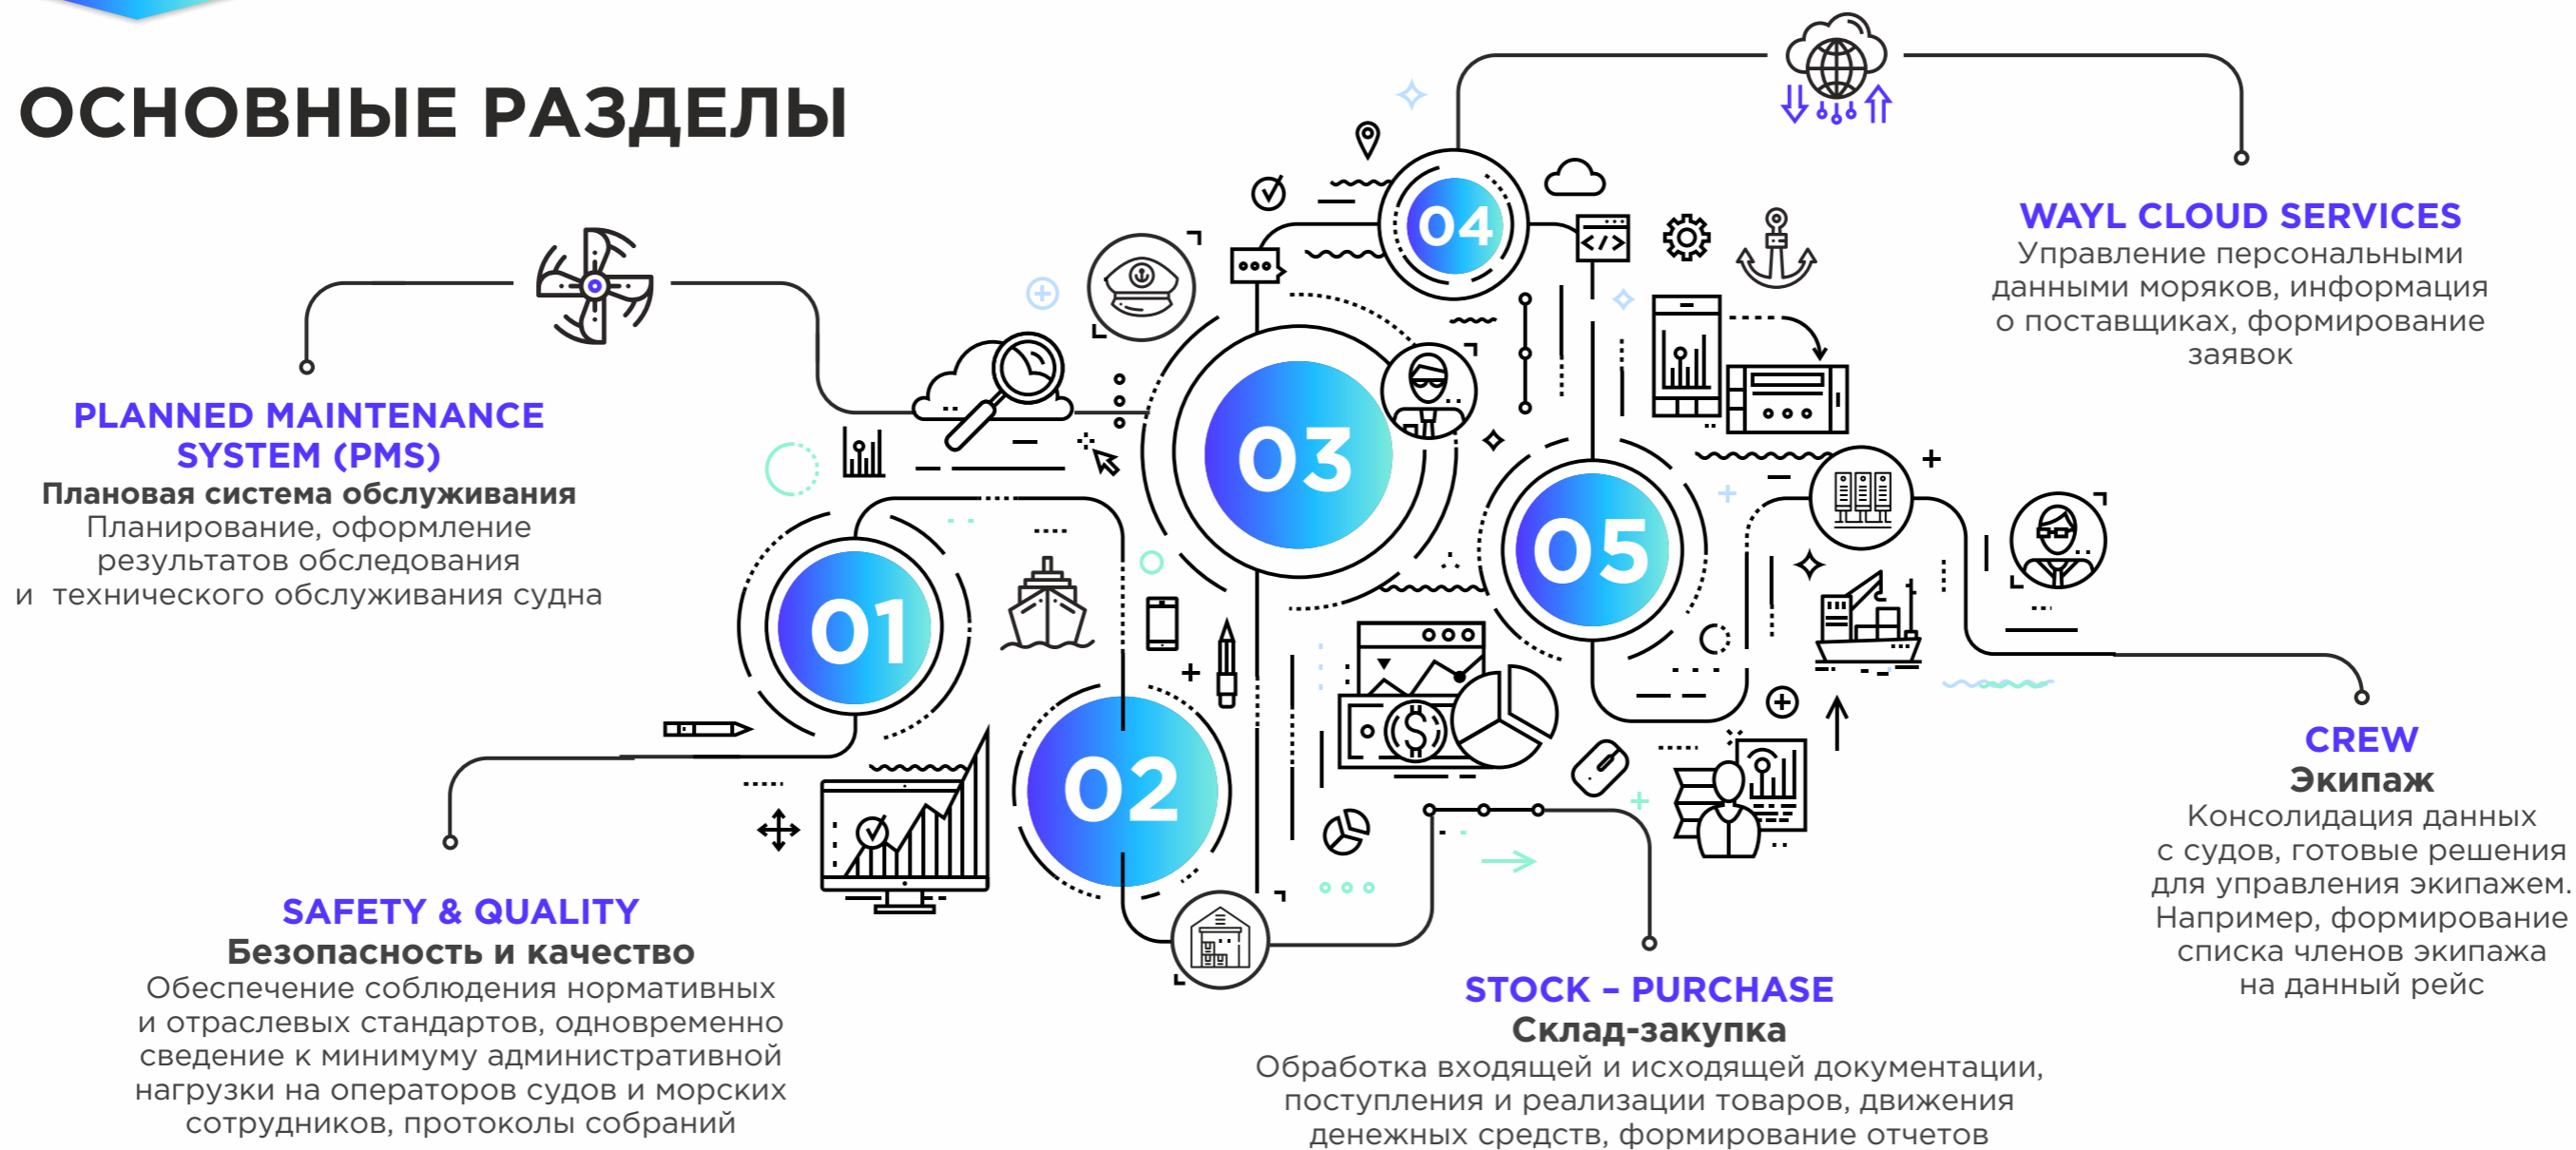 ОСНОВНЫЕ РАЗДЕЛЫ
PLANNED MAINTENANCE
SYSTEM (PMS)
Плановая система обслуживания
Планирование, оформление
результатов обследования
и технического обслуживания судна
SAFETY & QUALITY
Безопасность и качество
Обеспечение соблюдения нормативных
и отраслевых стандартов, одновременно
сведение к минимуму административной
нагрузки на операторов судов и морских
сотрудников, протоколы собраний
01
02
03
04
05
</>
$
WAYL CLOUD SERVICES
Управление персональными
данными моряков, информация
о поставщиках, формирование
заявок
STOCK – PURCHASE
Склад-закупка
Обработка входящей и исходящей документации,
поступления и реализации товаров, движения
денежных средств, формирование отчетов
CREW
Экипаж
Консолидация данных
с судов, готовые решения
для управления экипажем.
Например, формирование
списка членов экипажа
на данный рейс